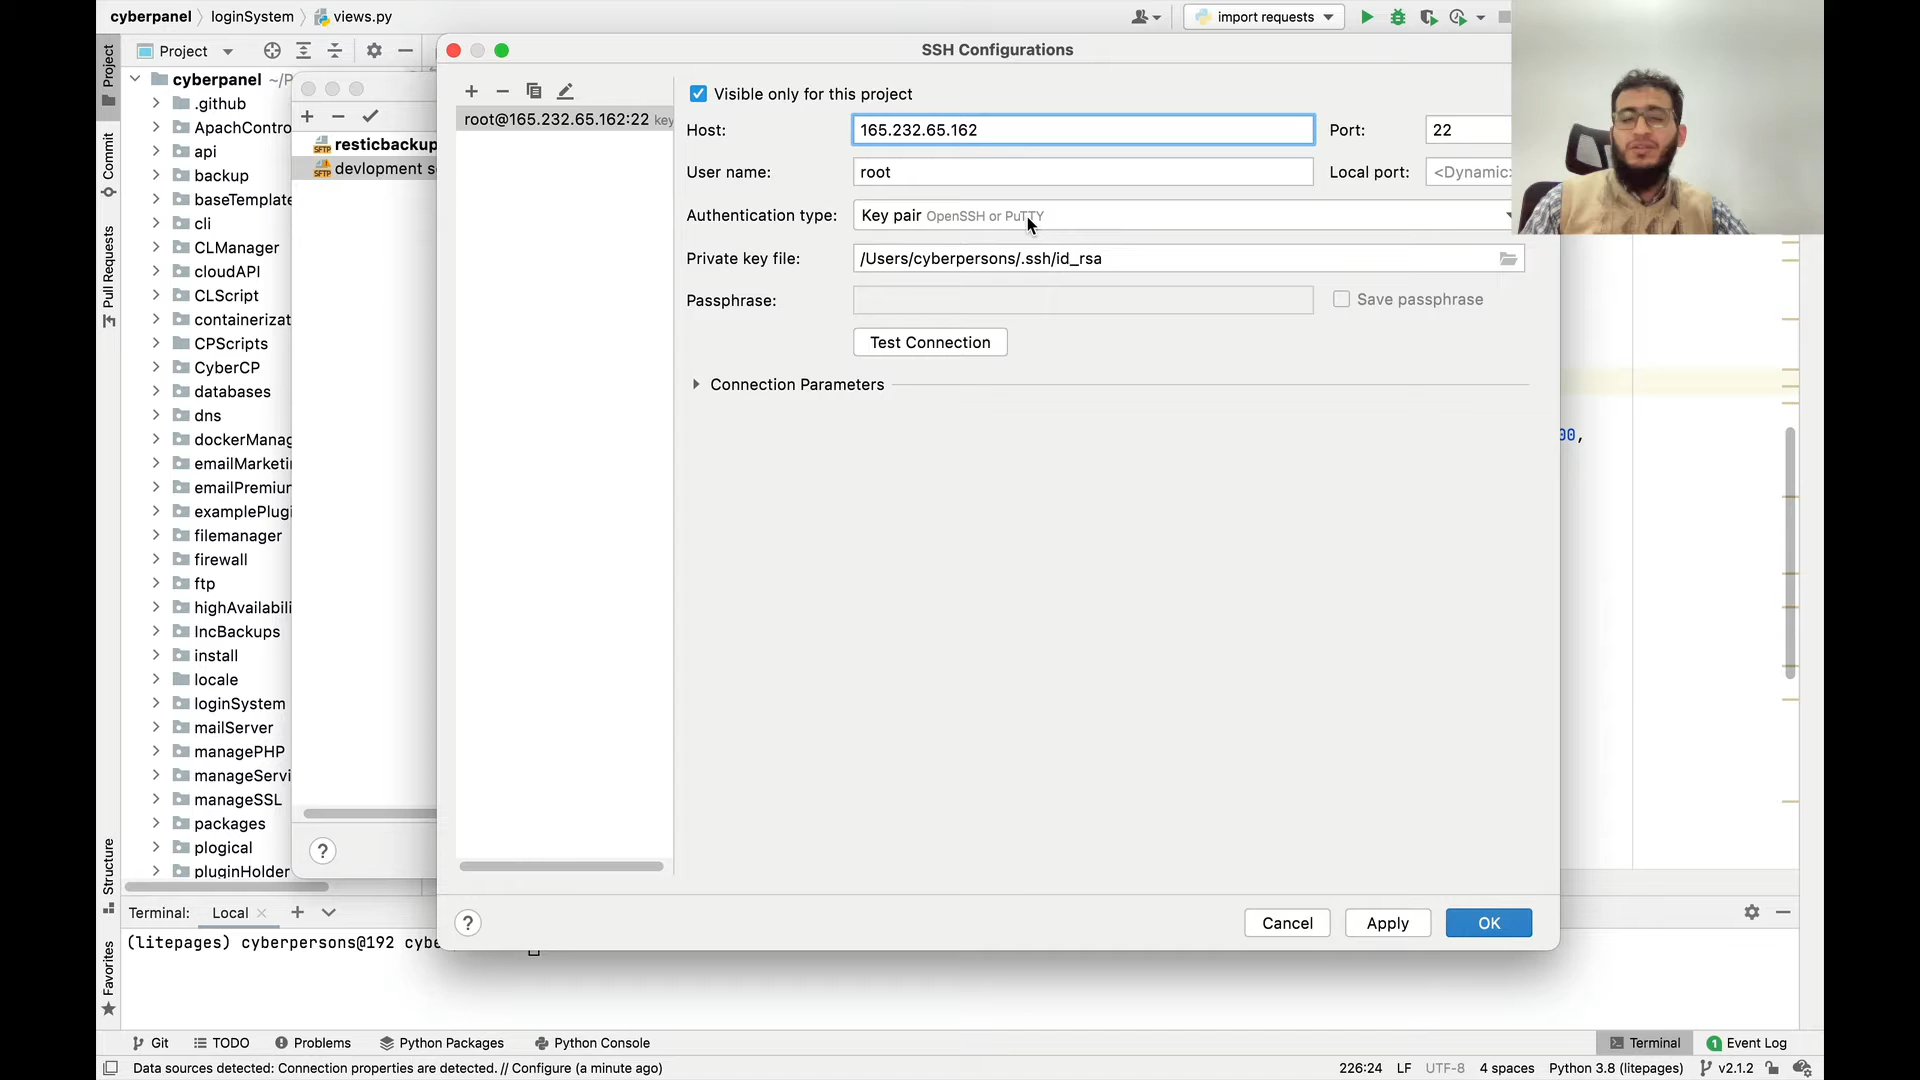 cyberpanel loginSystem views.py
import requests
Project
SSH Configurations
cyberpanel ~/P
.github
ApachContro
api
backup
baseTemplate
cli
CLManager
cloudAPI
CLScript
containerizat
CPScripts
CyberCP
databases
dns
dockerManag
emailMarketi
emailPremiur
examplePlugi
filemanager
firewall
ftp
highAvailabili
IncBackups
install
locale
loginSystem
mailServer
managePHP
manageServi
manageSSL
packages
plogical
pluginHolder
Project
Commit
Pull Requests
Structure
Favorites
SFTP resticbackup
SFTP devlopment se
?
root@165.232.65.162:22 key
Visible only for this project
Host: 165.232.65.162 Port: 22
User name: root Local port: <Dynamic>
Authentication type: Key pair OpenSSH or PuTTY
Private key file: /Users/cyberpersons/.ssh/id_rsa
Passphrase: Save passphrase
Test Connection
Connection Parameters
00,
? Cancel Apply OK
Terminal: Local
(litepages) cyberpersons@192 cybe
Git TODO Problems Python Packages Python Console Terminal 1 Event Log
Data sources detected: Connection properties are detected. // Configure (a minute ago) 226:24 LF UTF-8 4 spaces Python 3.8 (litepages) v2.1.2